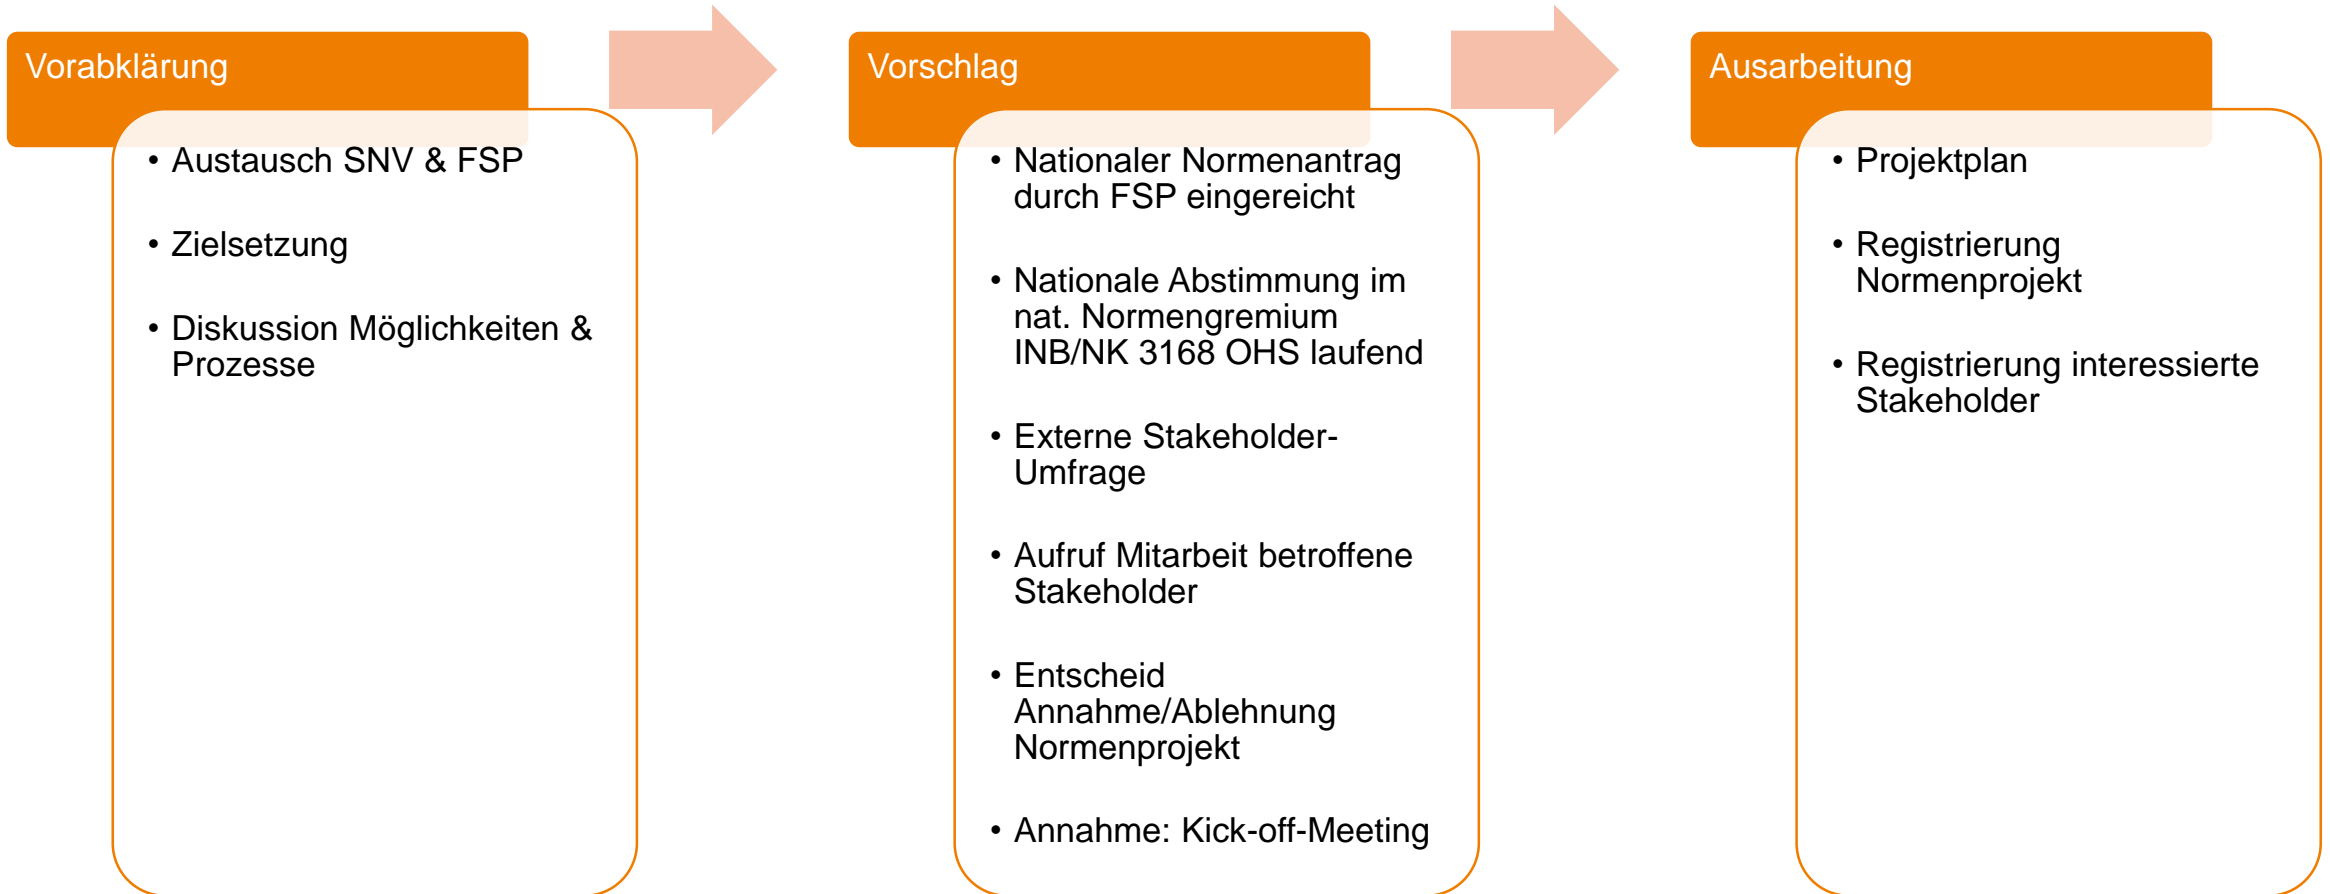 Vorabklärung
• Austausch SNV & FSP
• Zielsetzung
• Diskussion Möglichkeiten &
Prozesse
Vorschlag
• Nationaler Normenantrag
durch FSP eingereicht
• Nationale Abstimmung im
nat. Normengremium
INB/NK 3168 OHS laufend
• Externe Stakeholder-
Umfrage
• Aufruf Mitarbeit betroffene
Stakeholder
• Entscheid
Annahme/Ablehnung
Normenprojekt
• Annahme: Kick-off-Meeting
Ausarbeitung
• Projektplan
• Registrierung
Normenprojekt
• Registrierung interessierte
Stakeholder